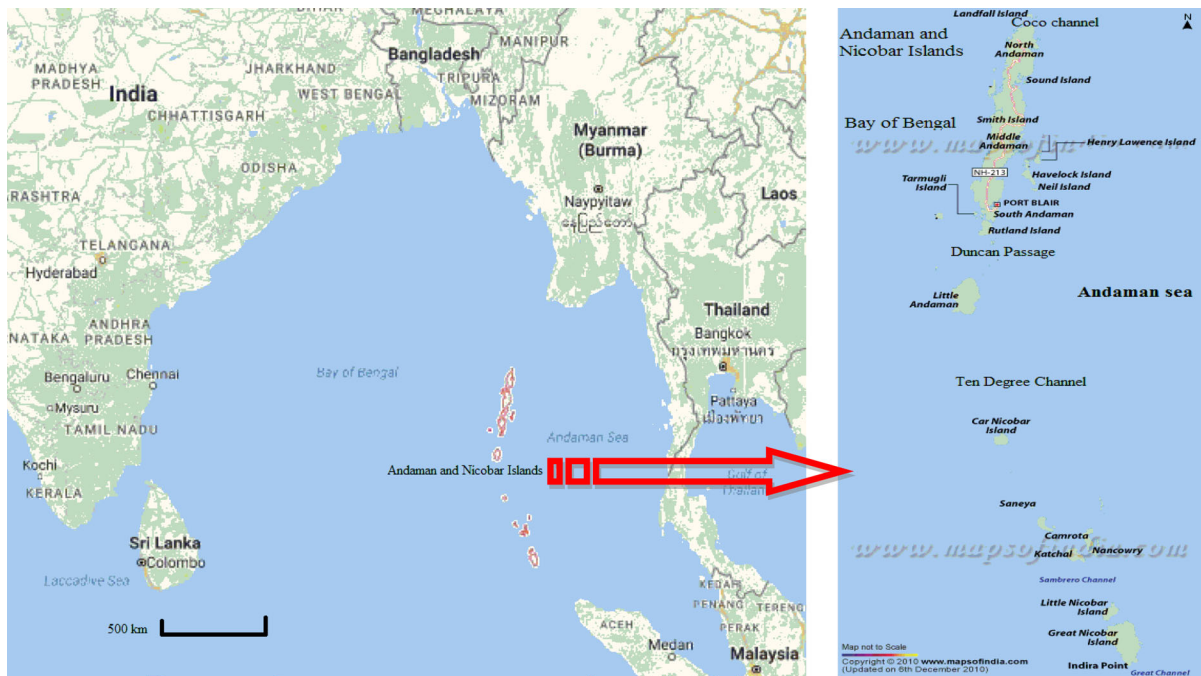 MEGHALAYA
Bangladesh
MANIPUR
MADHYA
PRADESH
JHARKHAND
TRIPURA
India
WEST BENGAL
MIZORAM
CHHATTISGARH
Myanmar
(Burma)
ODISHA
ARASHTRA
Laos
Naypyitaw
နေပြည်တော်
TELANGANA
Hyderabad
ANDHRA
PRADESH
NATAKA
Thailand
Bangkok
กรุงเทพมหานคร
Bay of Bengal
Bengaluru
Chennai
Mysuru
Pattaya
เมืองพัทยา
TAMIL NADU
Andaman Sea
Kochi
Andaman and Nicobar Islands
Gulf of
Thailand
KERALA
Sri Lanka
Colombo
Laccadive Sea
KEDAH
PENANG
TERENG
PERAK
ACEH
500 km
Medan
Malaysia
Landfall Island
Coco channel
N
Andaman and
Nicobar Islands
North
Andaman
Sound Island
Smith Island
Bay of Bengal
Middle
Andaman
www.mapsofindia.com
Henry Lawence Island
NH-213
Havelock Island
Tarmugli
Island
Neil Island
PORT BLAIR
South Andaman
Rutland Island
Duncan Passage
Little
Andaman
Andaman sea
Ten Degree Channel
Car Nicobar
Island
Saneya
Camrota
www.mapsofindia.com
Katchal
Nancowry
Sambrero Channel
Little Nicobar
Island
Great Nicobar
Island
Map not to Scale
Copyright © 2010 www.mapsofindia.com
(Updated on 6th December 2010)
Indira Point
Great Channel